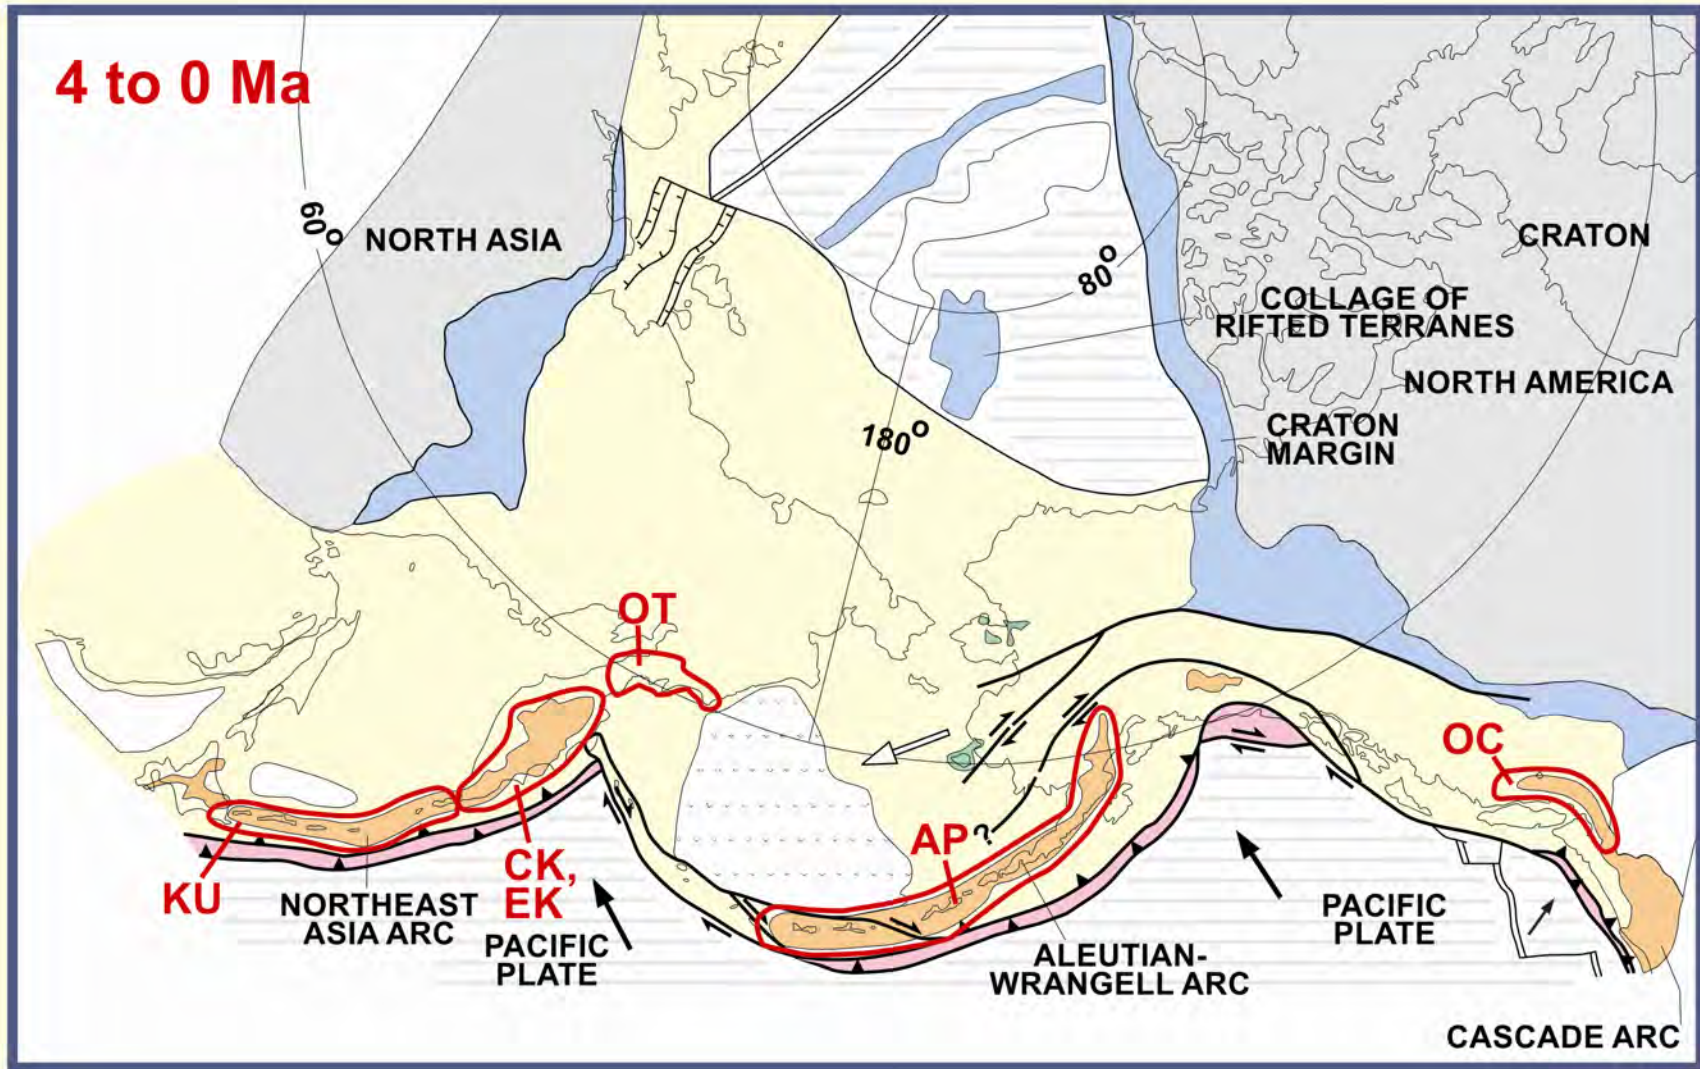 4 to 0 Ma
60°
NORTH ASIA
CRATON
80°
COLLAGE OF
RIFTED TERRANES
NORTH AMERICA
180°
CRATON
MARGIN
OT
OC
AP
?
KU
CK,
EK
NORTHEAST
ASIA ARC
PACIFIC
PLATE
PACIFIC
PLATE
ALEUTIAN-
WRANGELL ARC
CASCADE ARC